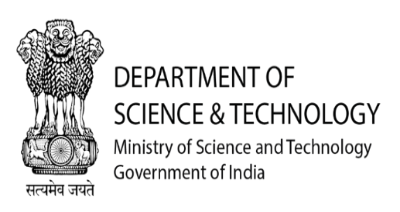 DEPARTMENT OF
SCIENCE & TECHNOLOGY
Ministry of Science and Technology
Government of India
सत्यमेव जयते